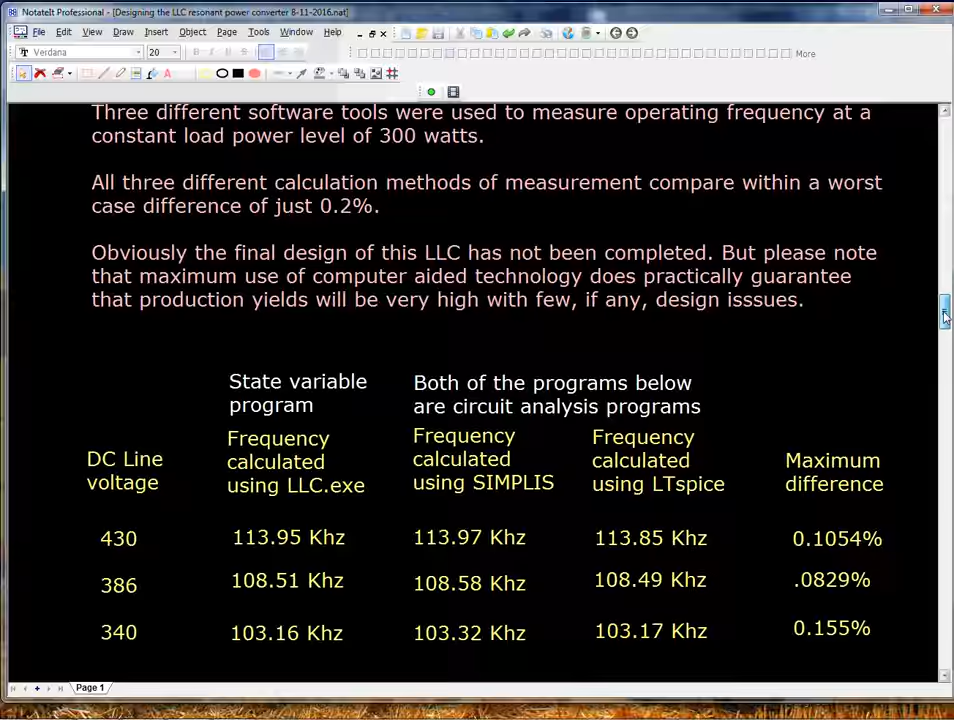 NotateIt Professional - [Designing the LLC resonant power converter 8-11-2016.nat]
File Edit View Draw Insert Object Page Tools Window Help
Verdana 20 B I U S More
Three different software tools were used to measure operating frequency at a
constant load power level of 300 watts.
All three different calculation methods of measurement compare within a worst
case difference of just 0.2%.
Obviously the final design of this LLC has not been completed. But please note
that maximum use of computer aided technology does practically guarantee
that production yields will be very high with few, if any, design isssues.
State variable
program
Both of the programs below
are circuit analysis programs
DC Line
voltage
Frequency
calculated
using LLC.exe
Frequency
calculated
using SIMPLIS
Frequency
calculated
using LTspice
Maximum
difference
430 113.95 Khz 113.97 Khz 113.85 Khz 0.1054%
386 108.51 Khz 108.58 Khz 108.49 Khz .0829%
340 103.16 Khz 103.32 Khz 103.17 Khz 0.155%
Page 1